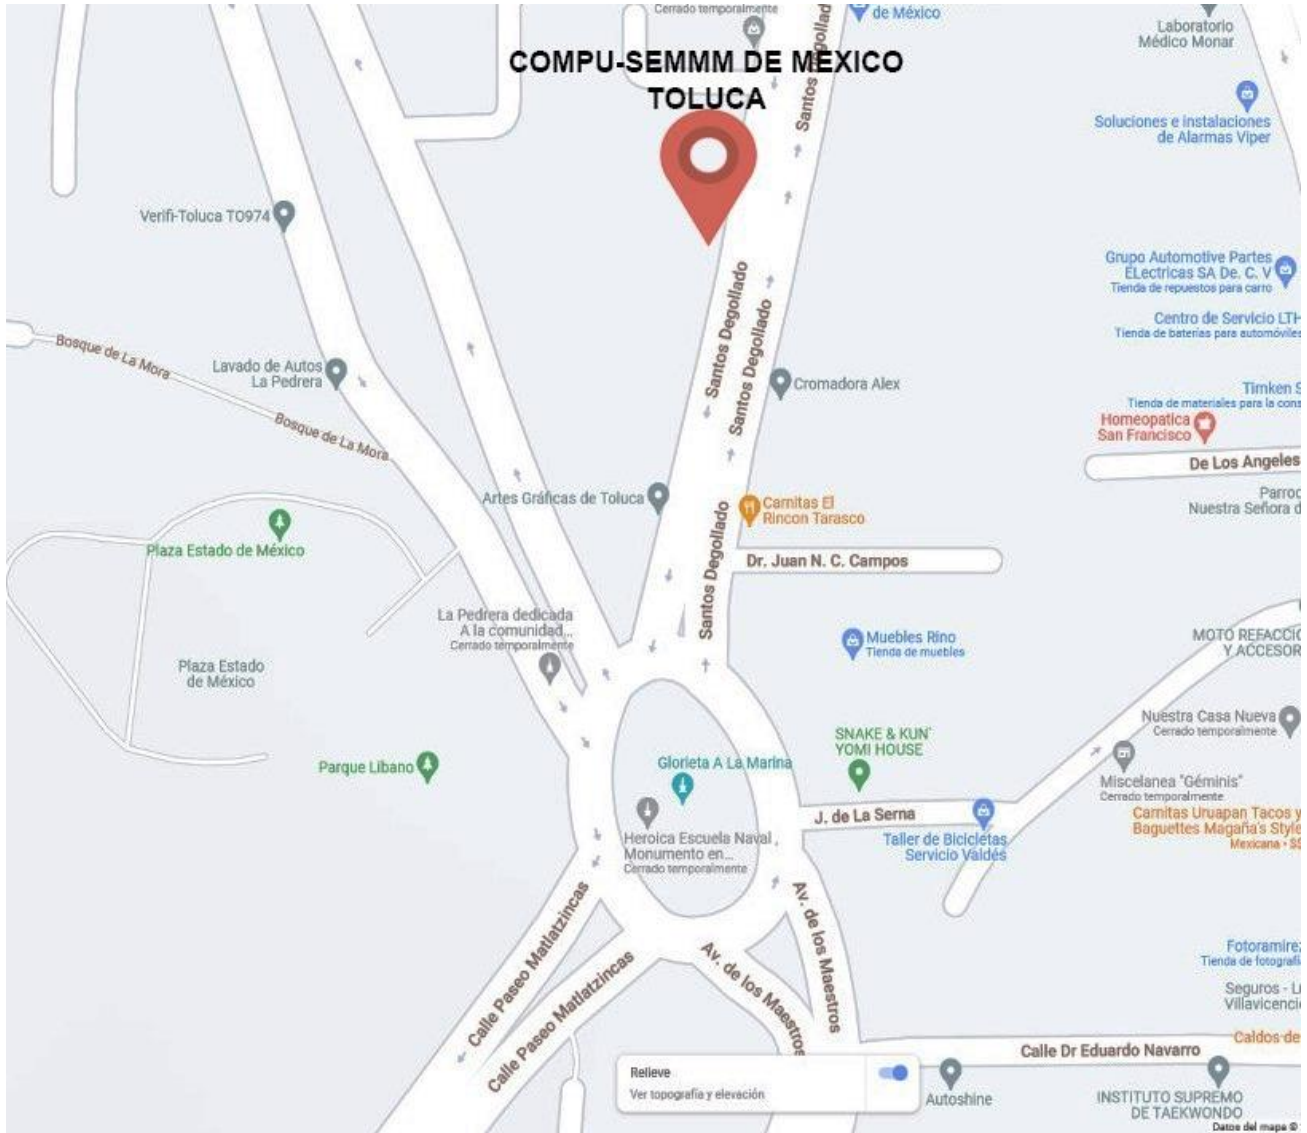 Cerrado temporalmente
de México
Laboratorio
Médico Monar
COMPU-SEMMM DE MEXICO
TOLUCA
Santos Degollado
Soluciones e instalaciones
de Alarmas Viper
Verifi-Toluca TO974
Grupo Automotive Partes
ELectricas SA De. C. V
Tienda de repuestos para carro
Centro de Servicio LTH
Tienda de baterías para automóviles
Santos Degollado
Santos Degollado
Bosque de La Mora
Lavado de Autos
La Pedrera
Cromadora Alex
Timken S
Tienda de materiales para la cons
Homeopatica
San Francisco
Bosque de La Mora
De Los Angeles
Artes Gráficas de Toluca
Carnitas El
Rincon Tarasco
Parroc
Nuestra Señora d
Plaza Estado de México
Santos Degollado
Dr. Juan N. C. Campos
La Pedrera dedicada
A la comunidad...
Cerrado temporalmente
Muebles Rino
Tienda de muebles
MOTO REFACCIO
Y ACCESOR
Plaza Estado
de México
Nuestra Casa Nueva
Cerrado temporalmente
SNAKE & KUN'
YOMI HOUSE
Parque Líbano
Glorieta A La Marina
Miscelanea "Géminis"
Cerrado temporalmente
J. de La Serna
Heroica Escuela Naval
Monumento en...
Cerrado temporalmente
Taller de Bicicletas
Servicio Valdés
Carnitas Uruapan Tacos y
Baguettes Magaña's Style
Mexicana • $$
Calle Paseo Matlatzincas
Av. de los Maestros
Calle Paseo Matlatzincas
Av. de los Maestros
Fotoramirez
Tienda de fotografí
Seguros - Lu
Villavicenci
Caldos de
Calle Dr Eduardo Navarro
Relieve
Ver topografía y elevación
Autoshine
INSTITUTO SUPREMO
DE TAEKWONDO
Datos del mapa ©